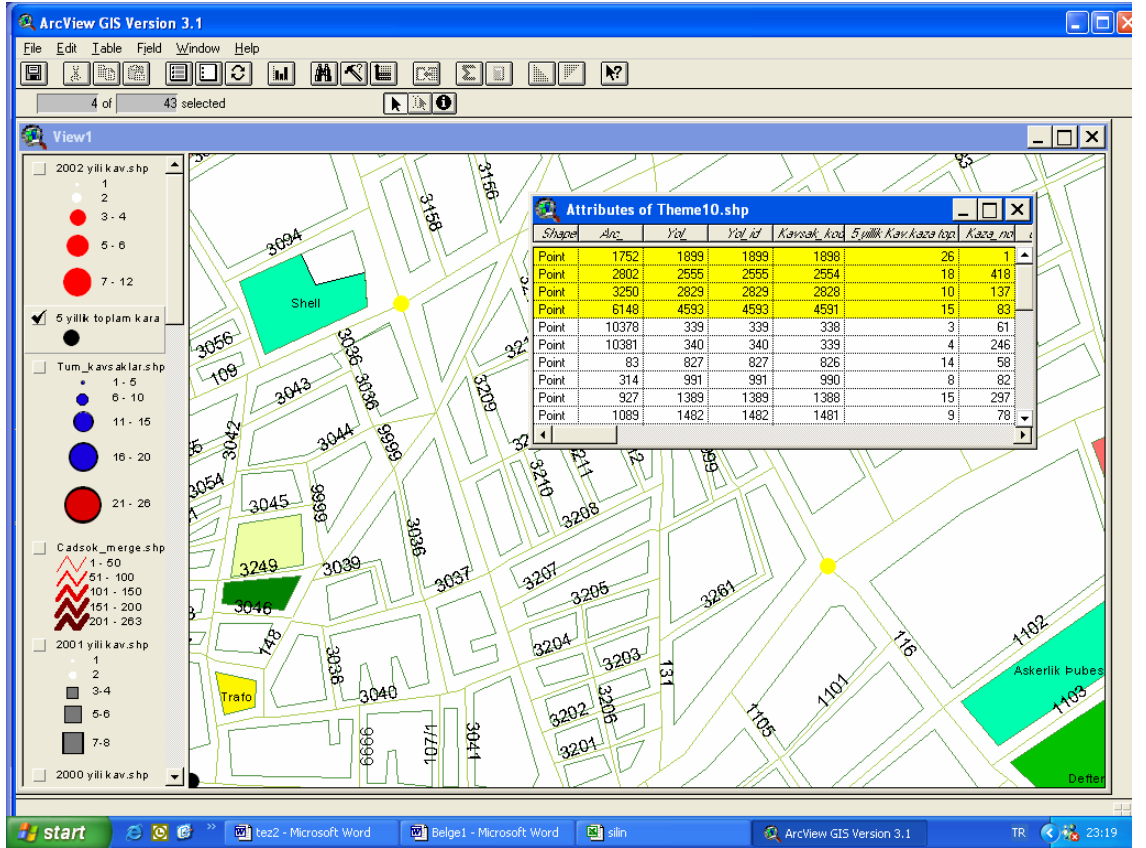 ArcView GIS Version 3.1
File Edit Table Field Window Help
4 of 43 selected
View1
2002 yili kav.shp
1
2
3 - 4
5 - 6
7 - 12
5 yillik toplam kara
Tum_kavsaklar.shp
1 - 5
6 - 10
11 - 15
16 - 20
21 - 26
Cadsok_merge.shp
1 - 50
51 - 100
101 - 150
151 - 200
201 - 263
2001 yili kav.shp
1
2
3-4
5-6
7-8
2000 yili kav.shp
Attributes of Theme10.shp
Shape Arc_ Yol_ Yol_id Kavsak_kod 5 yillik Kav.kaza top. Kaza_no
Point 1752 1899 1899 1898 26 1
Point 2802 2555 2555 2554 18 418
Point 3250 2829 2829 2828 10 137
Point 6148 4593 4593 4591 15 83
Point 10378 339 339 338 3 61
Point 10381 340 340 339 4 246
Point 83 827 827 826 14 58
Point 314 991 991 990 8 82
Point 927 1389 1389 1388 15 297
Point 1089 1482 1482 1481 9 78
3156
3158
3094
Shell
3056
109
3036
3043
3036
3209
3042
3044
9999
3054
3045
9999
3210
3211
3208
3036
3249
3039
3037
3207
3205
3261
3046
148
3038
3204
3203
131
116
1102
Askerlik Þubes
1103
Trafo
3040
3206
3202
1101
1105
6666
107/1
3041
3201
Defter
start
tez2 - Microsoft Word
Belge1 - Microsoft Word
silin
ArcView GIS Version 3.1
TR
23:19